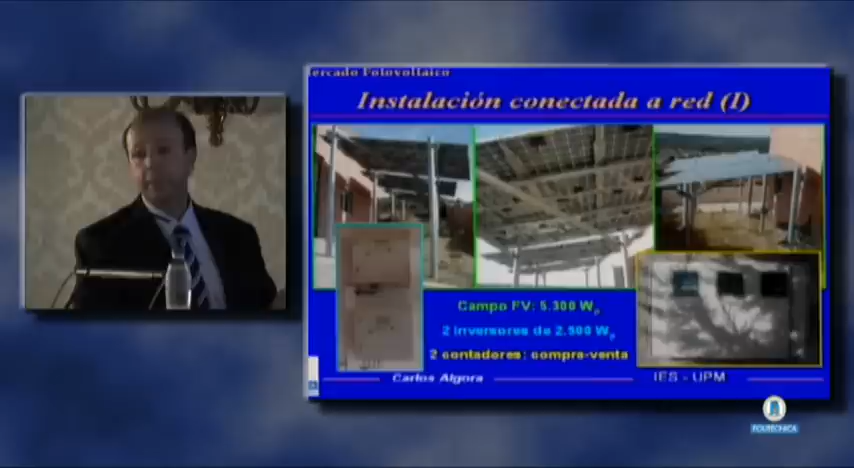 Mercado Fotovoltaico
Instalación conectada a red (I)
Campo FV: 5.300 Wp
2 inversores de 2.500 Wp
2 contadores: compra-venta
Carlos Algora
IES - UPM
POLITÉCNICA